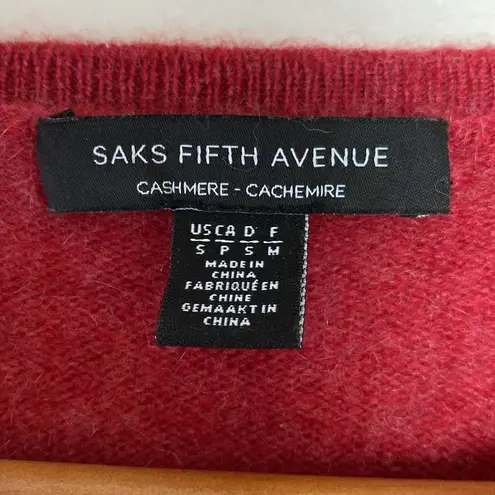 SAKS FIFTH AVENUE
CASHMERE - CACHEMIRE
US CA D F
S P S M
MADE IN
CHINA
FABRIQUÉ EN
CHINE
GEMAAKT IN
CHINA